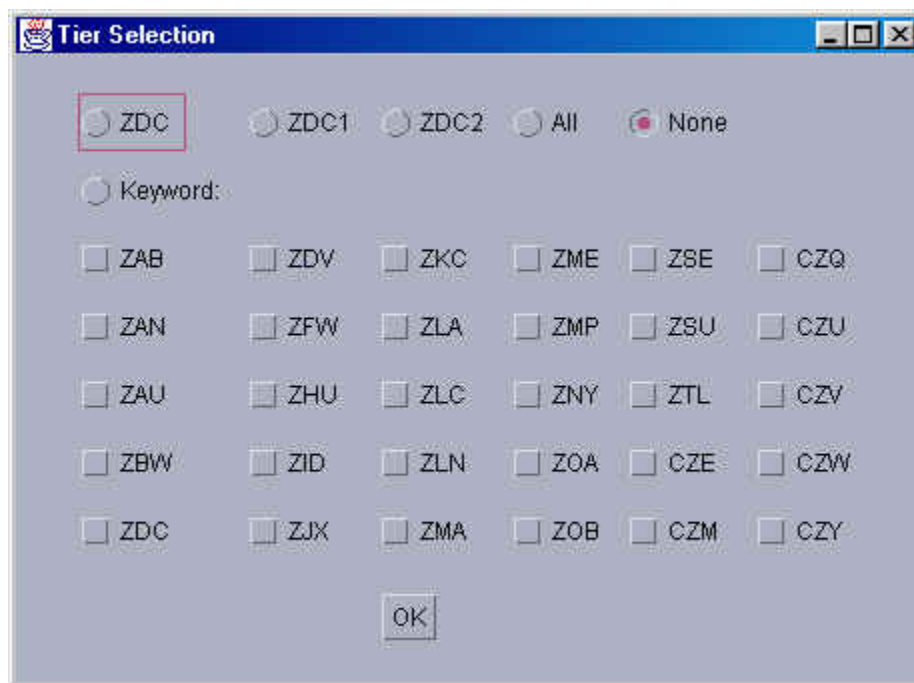 Tier Selection
ZDC ZDC1 ZDC2 All None
Keyword:
ZAB ZDV ZKC ZME ZSE CZQ
ZAN ZFW ZLA ZMP ZSU CZU
ZAU ZHU ZLC ZNY ZTL CZV
ZBW ZID ZLN ZOA CZE CZW
ZDC ZJX ZMA ZOB CZM CZY
OK